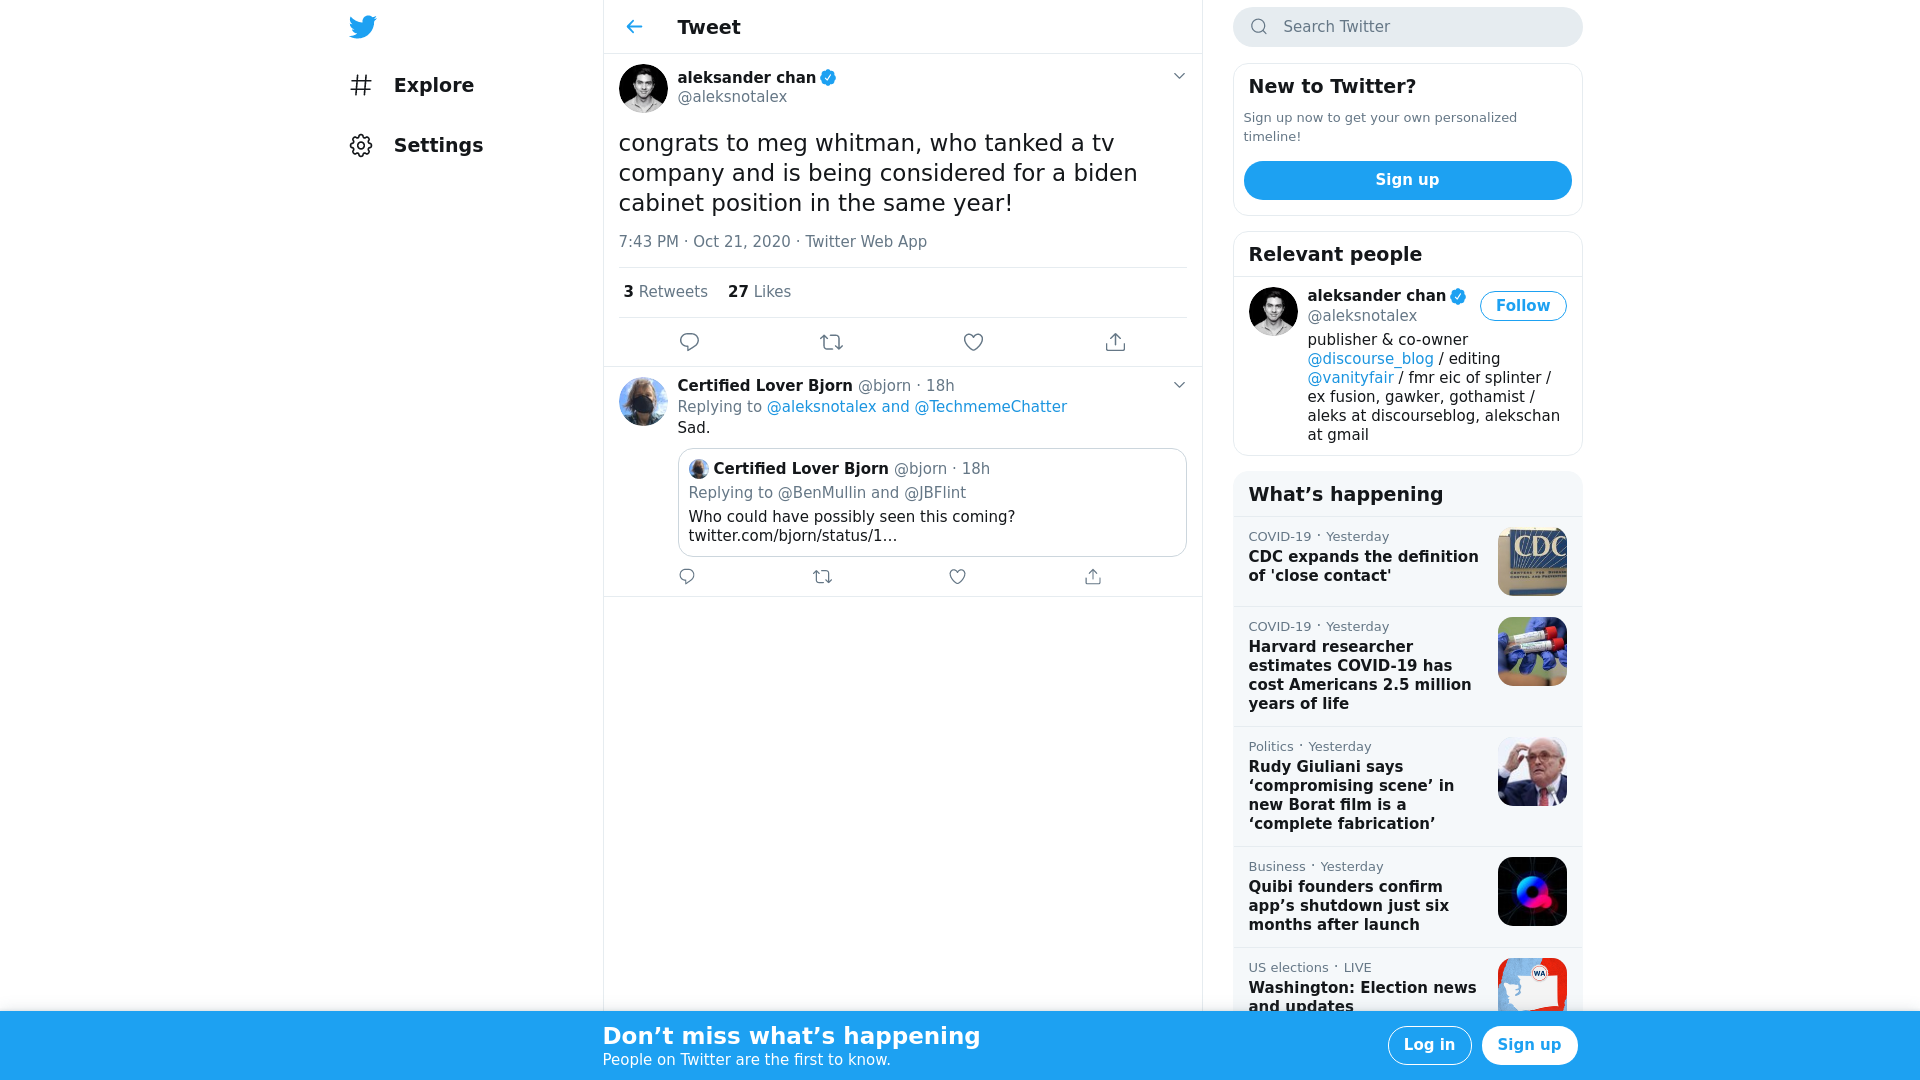 Explore
Settings
Tweet
aleksander chan
@aleksnotalex
congrats to meg whitman, who tanked a tv
company and is being considered for a biden
cabinet position in the same year!
7:43 PM · Oct 21, 2020 · Twitter Web App
3 Retweets 27 Likes
Certified Lover Bjorn @bjorn · 18h
Replying to @aleksnotalex and @TechmemeChatter
Sad.
Certified Lover Bjorn @bjorn · 18h
Replying to @BenMullin and @JBFlint
Who could have possibly seen this coming?
twitter.com/bjorn/status/1…
Search Twitter
New to Twitter?
Sign up now to get your own personalized
timeline!
Sign up
Relevant people
aleksander chan
@aleksnotalex
Follow
publisher & co-owner
@discourse_blog / editing
@vanityfair / fmr eic of splinter /
ex fusion, gawker, gothamist /
aleks at discourseblog, alekschan
at gmail
What’s happening
COVID-19 · Yesterday
CDC expands the definition
of 'close contact'
CDC
COVID-19 · Yesterday
Harvard researcher
estimates COVID-19 has
cost Americans 2.5 million
years of life
Politics · Yesterday
Rudy Giuliani says
‘compromising scene’ in
new Borat film is a
‘complete fabrication’
Business · Yesterday
Quibi founders confirm
app’s shutdown just six
months after launch
US elections · LIVE
Washington: Election news
and updates
WA
Don’t miss what’s happening
People on Twitter are the first to know.
Log in
Sign up